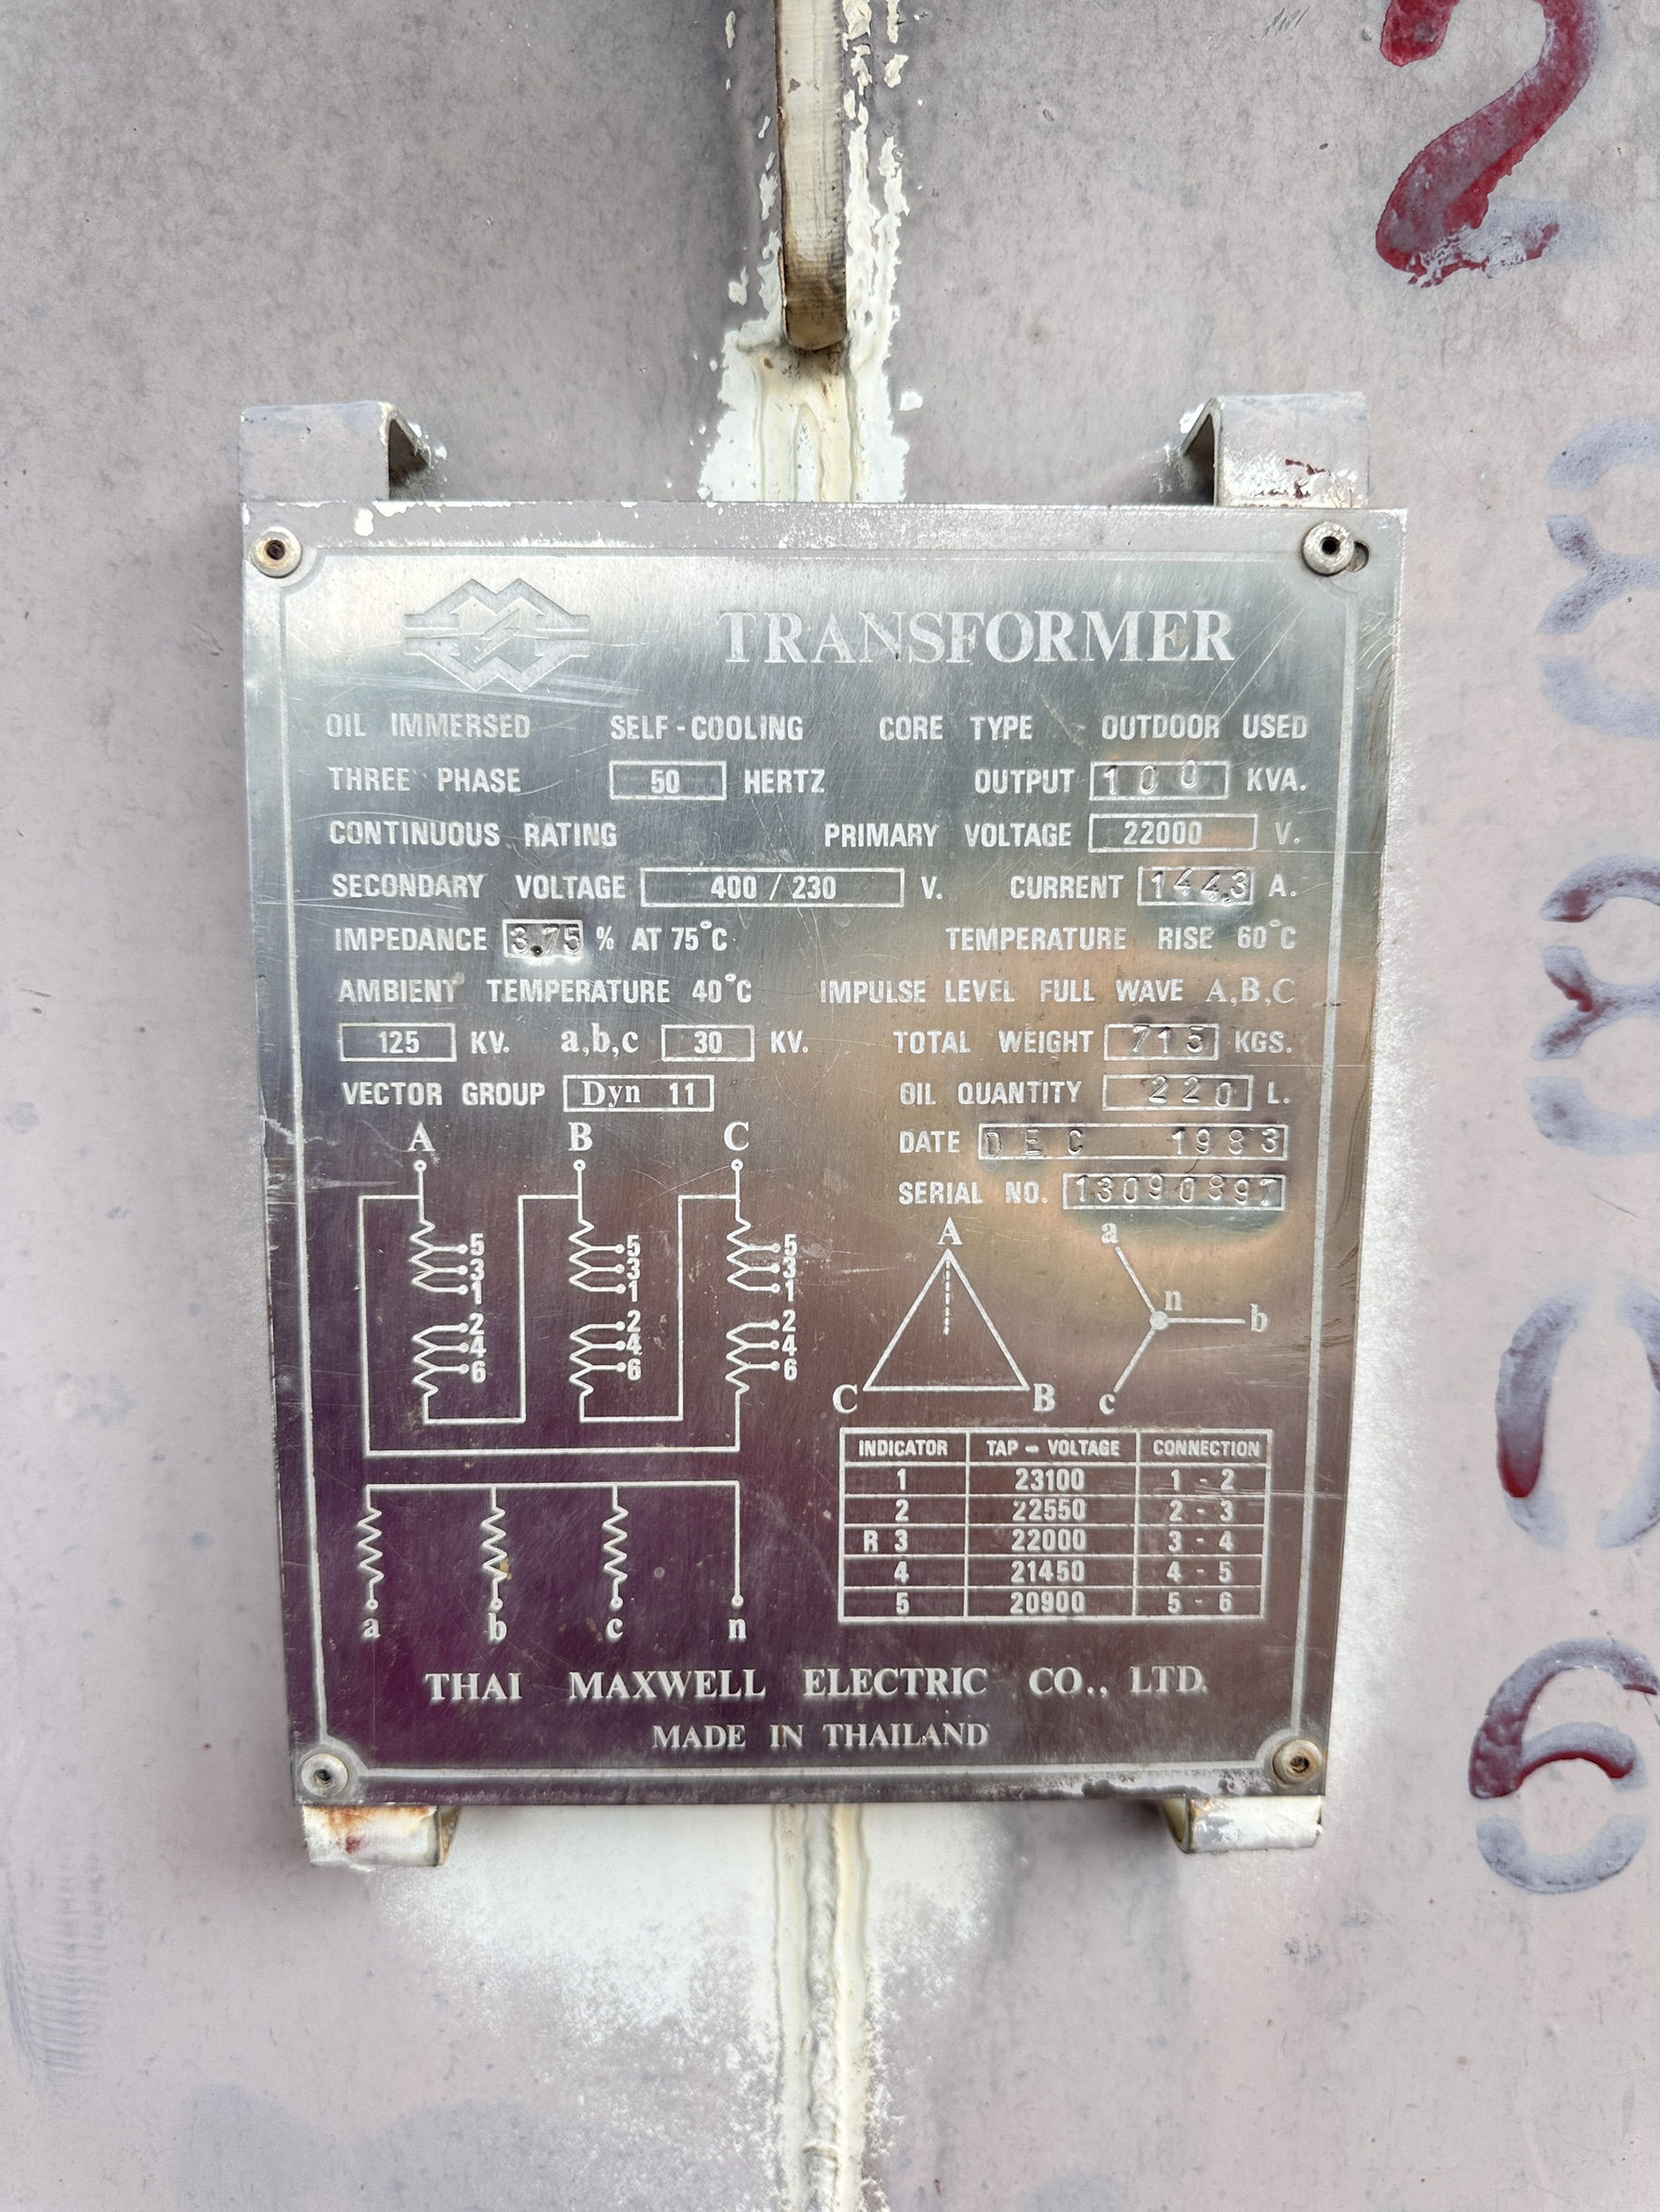 2
TRANSFORMER
OIL IMMERSED SELF-COOLING CORE TYPE OUTDOOR USED
THREE PHASE 50 HERTZ OUTPUT 100 KVA.
CONTINUOUS RATING PRIMARY VOLTAGE 22000 V.
SECONDARY VOLTAGE 400 / 230 V. CURRENT 144.3 A.
IMPEDANCE 3.75 % AT 75°C TEMPERATURE RISE 60°C
AMBIENT TEMPERATURE 40°C IMPULSE LEVEL FULL WAVE A,B,C
125 KV. a,b,c 30 KV. TOTAL WEIGHT 715 KGS.
VECTOR GROUP Dyn 11 OIL QUANTITY 220 L.
DATE DEC 1983
SERIAL NO. 13090897
A B C
5 5 5
3 3 3
1 1 1
2 2 2
4 4 4
6 6 6
A
C B
a
n
b
c
a b c n
INDICATOR TAP - VOLTAGE CONNECTION
1 23100 1 - 2
2 22550 2 - 3
R 3 22000 3 - 4
4 21450 4 - 5
5 20900 5 - 6
THAI MAXWELL ELECTRIC CO., LTD.
MADE IN THAILAND